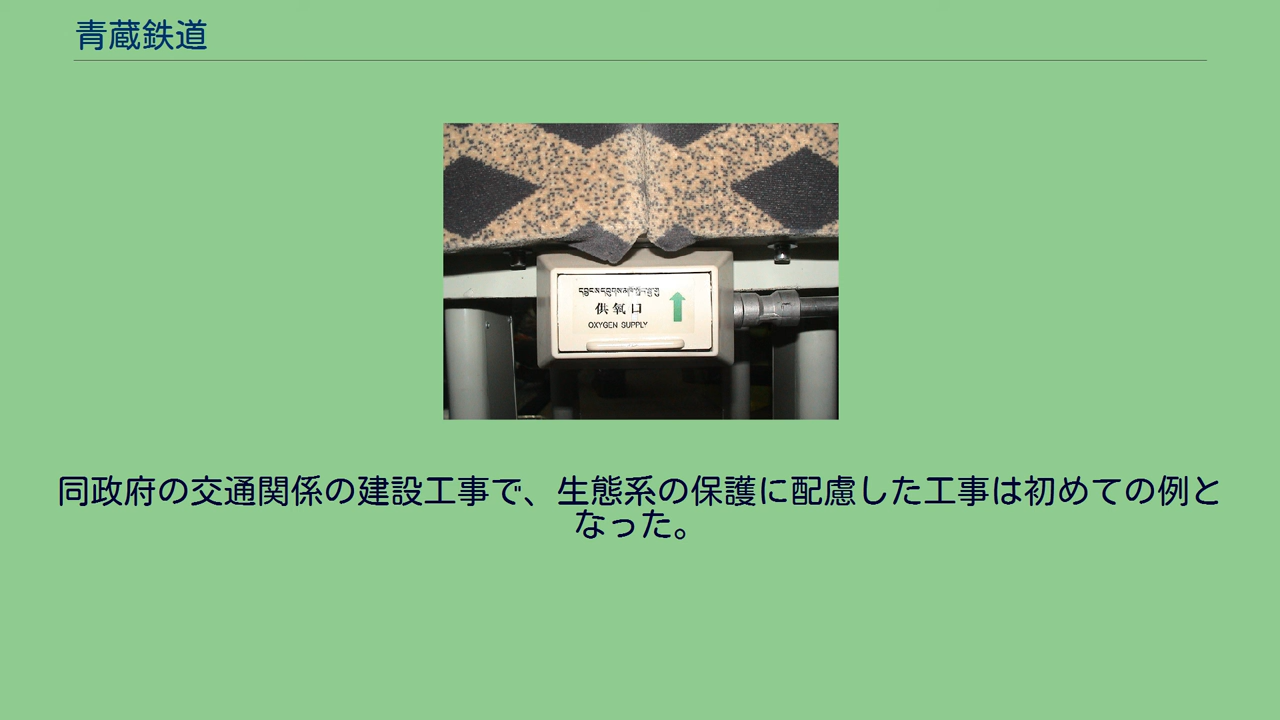 青蔵鉄道
供氧口
OXYGEN SUPPLY
同政府の交通関係の建設工事で、生態系の保護に配慮した工事は初めての例と
なった。